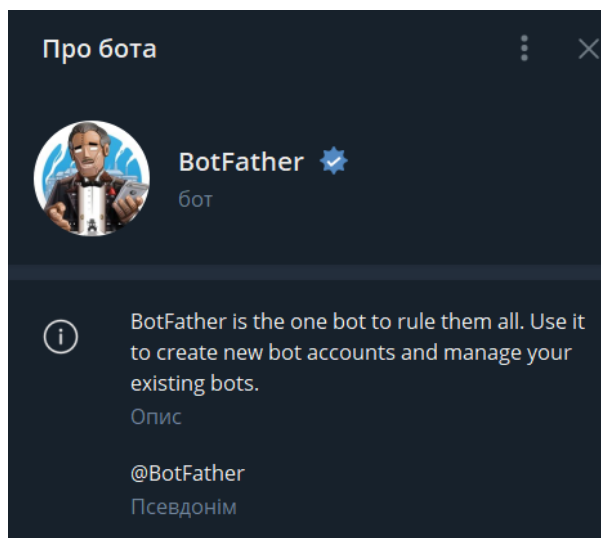 Про бота
BotFather
бот
BotFather is the one bot to rule them all. Use it
to create new bot accounts and manage your
existing bots.
Опис
@BotFather
Псевдонім